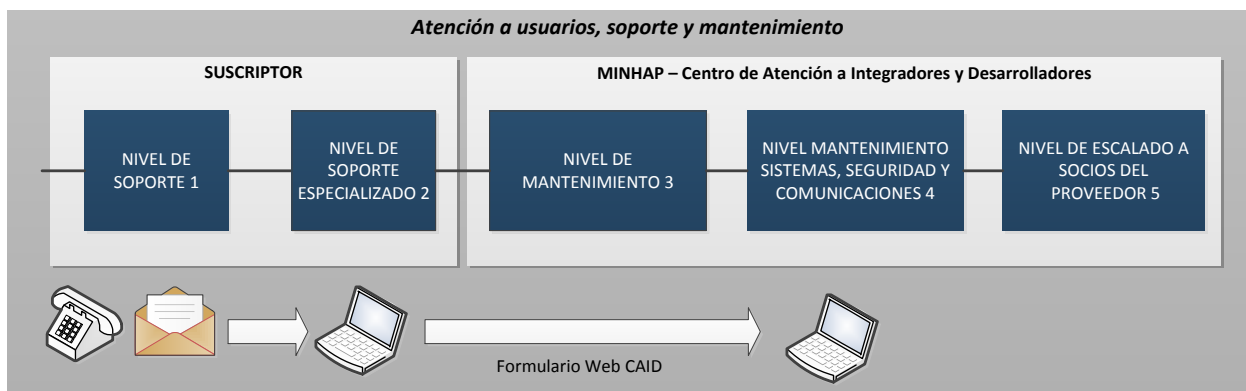 Atención a usuarios, soporte y mantenimiento
SUSCRIPTOR
MINHAP – Centro de Atención a Integradores y Desarrolladores
NIVEL DE
SOPORTE 1
NIVEL DE
SOPORTE
ESPECIALIZADO 2
NIVEL DE
MANTENIMIENTO 3
NIVEL MANTENIMIENTO
SISTEMAS, SEGURIDAD Y
COMUNICACIONES 4
NIVEL DE ESCALADO A
SOCIOS DEL
PROVEEDOR 5
Formulario Web CAID